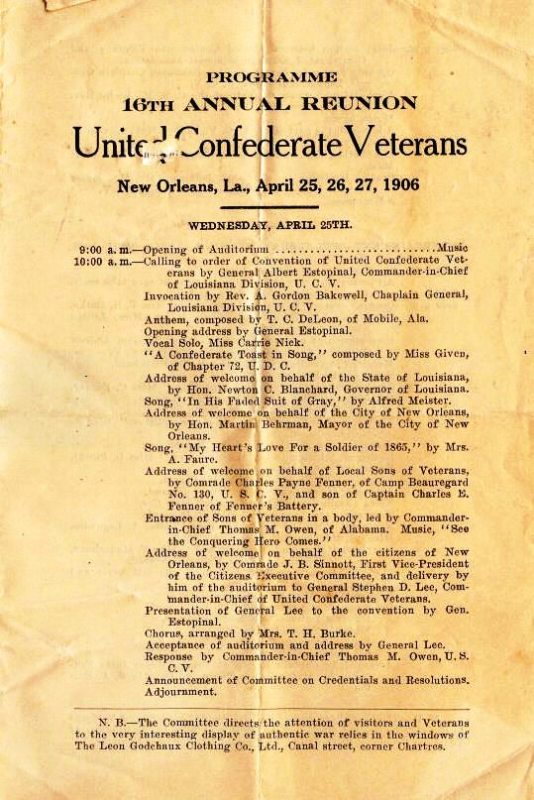 PROGRAMME
16TH ANNUAL REUNION
United Confederate Veterans
New Orleans, La., April 25, 26, 27, 1906
WEDNESDAY, APRIL 25TH.
9:00 a. m.—Opening of Auditorium ..........................Music
10:00 a. m.—Calling to order of Convention of United Confederate Vet-
erans by General Albert Estopinal, Commander-in-Chief
of Louisiana Division, U. C. V.
Invocation by Rev. A. Gordon Bakewell, Chaplain General,
Louisiana Division, U. C. V.
Anthem, composed by T. C. DeLeon, of Mobile, Ala.
Opening address by General Estopinal.
Vocal Solo, Miss Carrie Nick.
"A Confederate Toast in Song," composed by Miss Given,
of Chapter 72, U. D. C.
Address of welcome on behalf of the State of Louisiana,
by Hon. Newton C. Blanchard, Governor of Louisiana.
Song, "In His Faded Suit of Gray," by Alfred Meister.
Address of welcome on behalf of the City of New Orleans,
by Hon. Martin Behrman, Mayor of the City of New
Orleans.
Song, "My Heart's Love For a Soldier of 1865," by Mrs.
A. Faure.
Address of welcome on behalf of Local Sons of Veterans,
by Comrade Charles Payne Fenner, of Camp Beauregard
No. 130, U. S. C. V., and son of Captain Charles E.
Fenner of Fenner's Battery.
Entrance of Sons of Veterans in a body, led by Commander-
in-Chief Thomas M. Owen, of Alabama. Music, "See
the Conquering Hero Comes."
Address of welcome on behalf of the citizens of New
Orleans, by Comrade J. B. Sinnott, First Vice-President
of the Citizens Executive Committee, and delivery by
him of the auditorium to General Stephen D. Lee, Com-
mander-in-Chief of United Confederate Veterans.
Presentation of General Lee to the convention by Gen.
Estopinal.
Chorus, arranged by Mrs. T. H. Burke.
Acceptance of auditorium and address by General Lee.
Response by Commander-in-Chief Thomas M. Owen, U. S.
C. V.
Announcement of Committee on Credentials and Resolutions.
Adjournment.
N. B.—The Committee directs the attention of visitors and Veterans
to the very interesting display of authentic war relics in the windows of
The Leon Godchaux Clothing Co., Ltd., Canal street, corner Chartres.